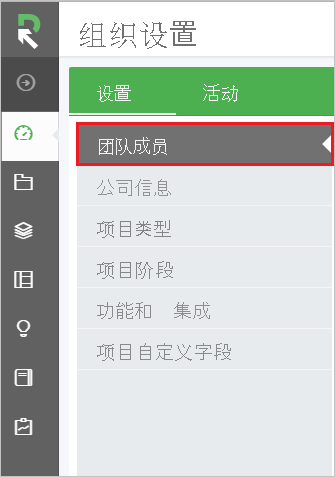 组织设置
设置 活动
团队成员
公司信息
项目类型
项目阶段
功能和 集成
项目自定义字段